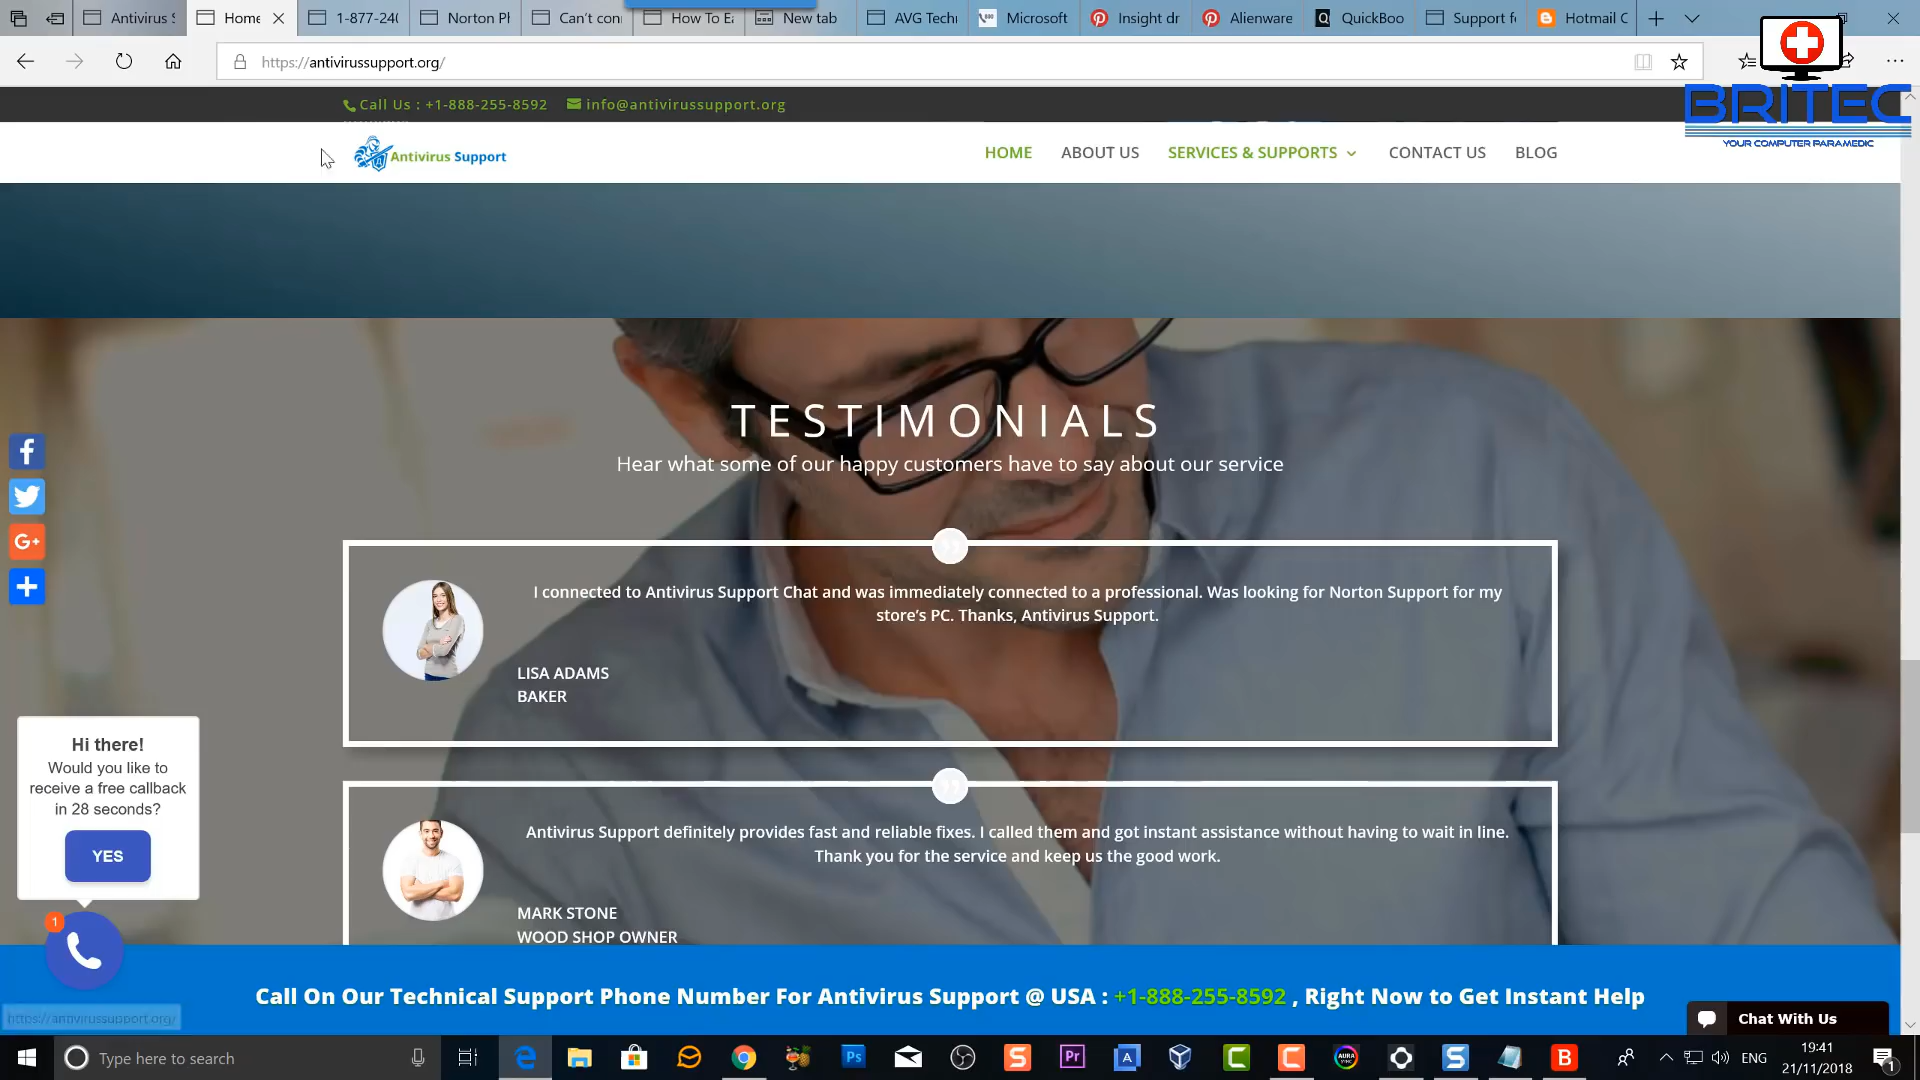 Antivirus S
Home
1-877-240
Norton Ph
Can't con
How To Ea
New tab
AVG Tech
Microsoft
Insight dr
Alienware
QuickBoo
Support fo
Hotmail C
https://antivirussupport.org/
BRITEC
YOUR COMPUTER PARAMEDIC
Call Us : +1-888-255-8592
info@antivirussupport.org
Antivirus Support
HOME
ABOUT US
SERVICES & SUPPORTS
CONTACT US
BLOG
TESTIMONIALS
Hear what some of our happy customers have to say about our service
I connected to Antivirus Support Chat and was immediately connected to a professional. Was looking for Norton Support for my
store's PC. Thanks, Antivirus Support.
LISA ADAMS
BAKER
Antivirus Support definitely provides fast and reliable fixes. I called them and got instant assistance without having to wait in line.
Thank you for the service and keep us the good work.
MARK STONE
WOOD SHOP OWNER
Hi there!
Would you like to
receive a free callback
in 28 seconds?
YES
1
Call On Our Technical Support Phone Number For Antivirus Support @ USA : +1-888-255-8592 , Right Now to Get Instant Help
https://antivirussupport.org/
Chat With Us
Type here to search
ENG
19:41
21/11/2018